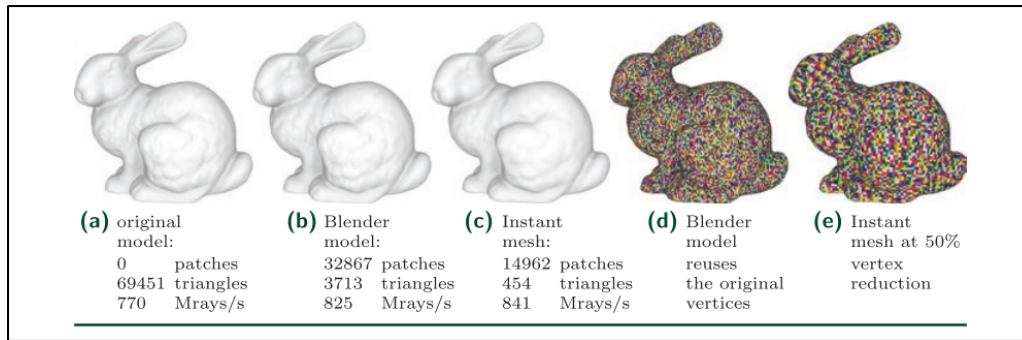 (a) original model:
0 patches
69451 triangles
770 Mrays/s
(b) Blender model:
32867 patches
3713 triangles
825 Mrays/s
(c) Instant mesh:
14962 patches
454 triangles
841 Mrays/s
(d) Blender model
reuses
the original
vertices
(e) Instant mesh at 50%
vertex
reduction